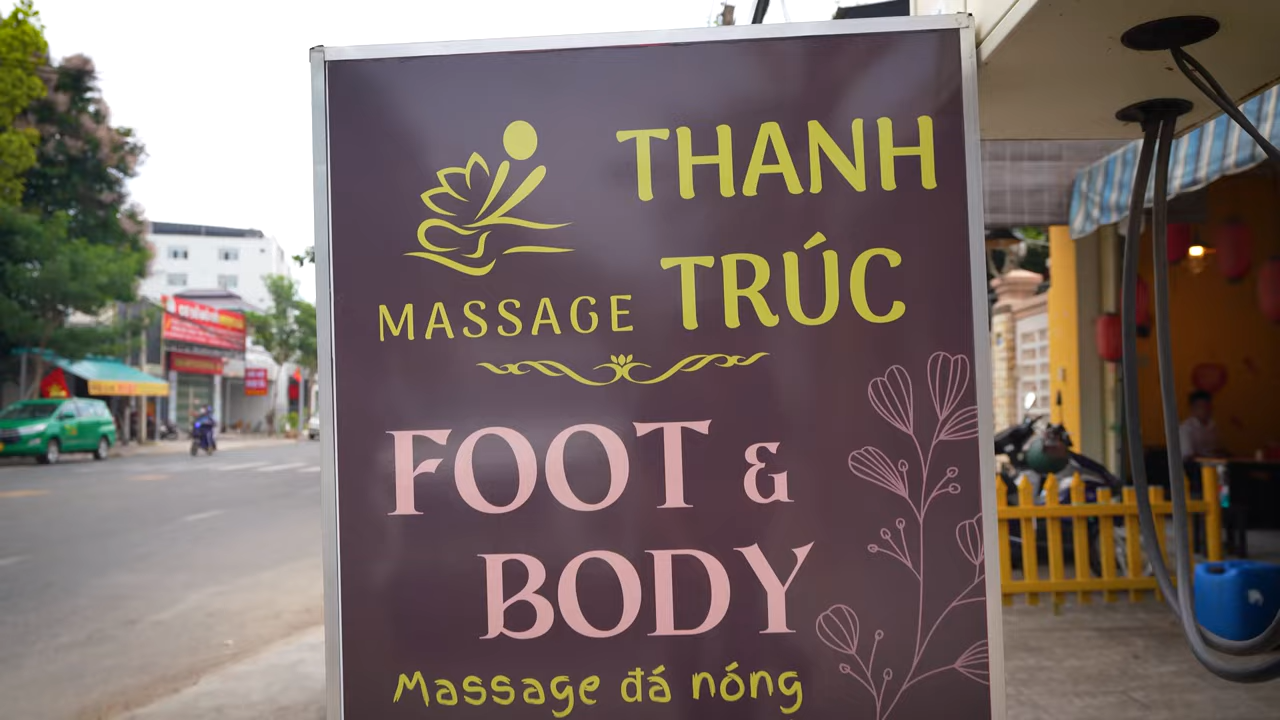 THANH
TRÚC
MASSAGE
FOOT &
BODY
Massage đá nóng